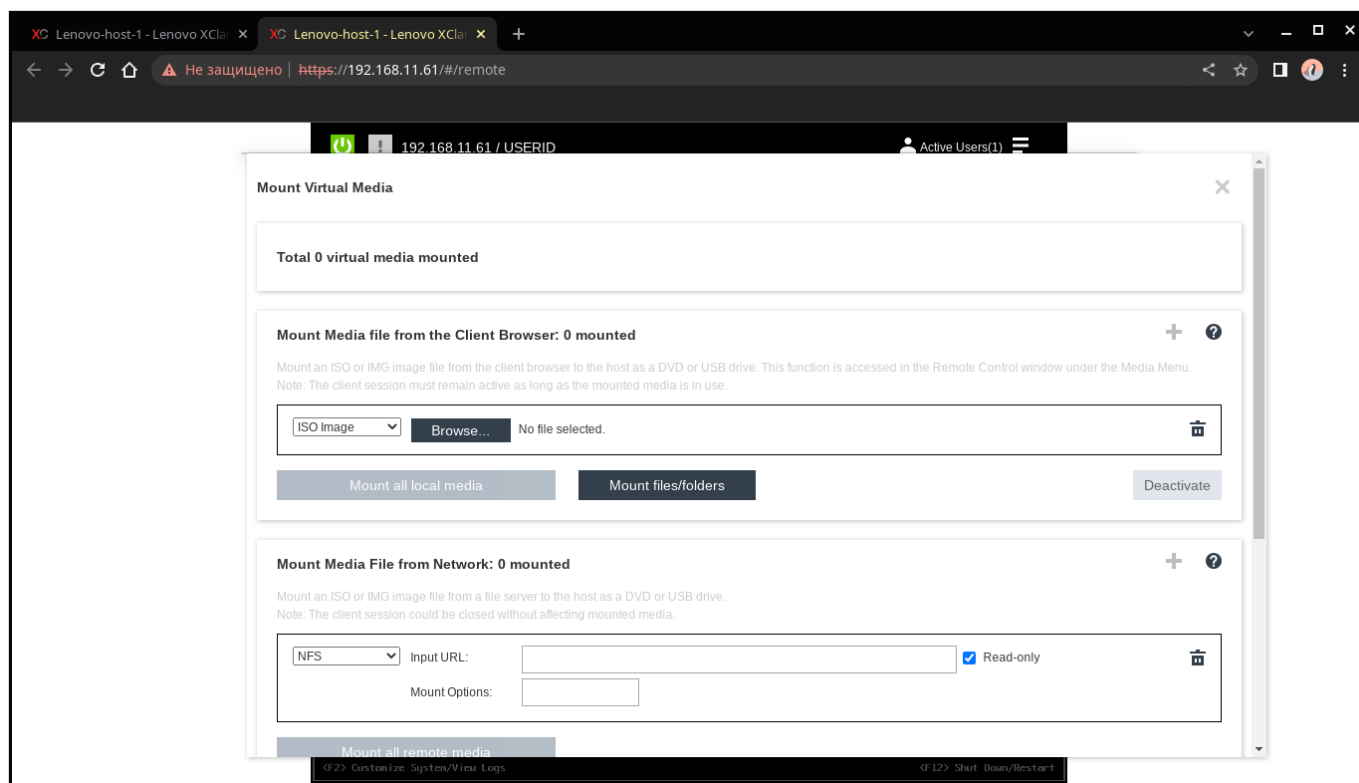 XC Lenovo-host-1 - Lenovo XCla
XC Lenovo-host-1 - Lenovo XClar
Не защищено | https://192.168.11.61/#/remote
192.168.11.61 / USERID
Active Users(1)
Mount Virtual Media
Total 0 virtual media mounted
Mount Media file from the Client Browser: 0 mounted
Mount an ISO or IMG image file from the client browser to the host as a DVD or USB drive. This function is accessed in the Remote Control window under the Media Menu.
Note: The client session must remain active as long as the mounted media is in use.
ISO Image
Browse...
No file selected.
Mount all local media
Mount files/folders
Deactivate
Mount Media File from Network: 0 mounted
Mount an ISO or IMG image file from a file server to the host as a DVD or USB drive.
Note: The client session could be closed without affecting mounted media.
NFS
Input URL:
Read-only
Mount Options:
Mount all remote media
<F2> Customize System/View Logs
<F12> Shut Down/Restart